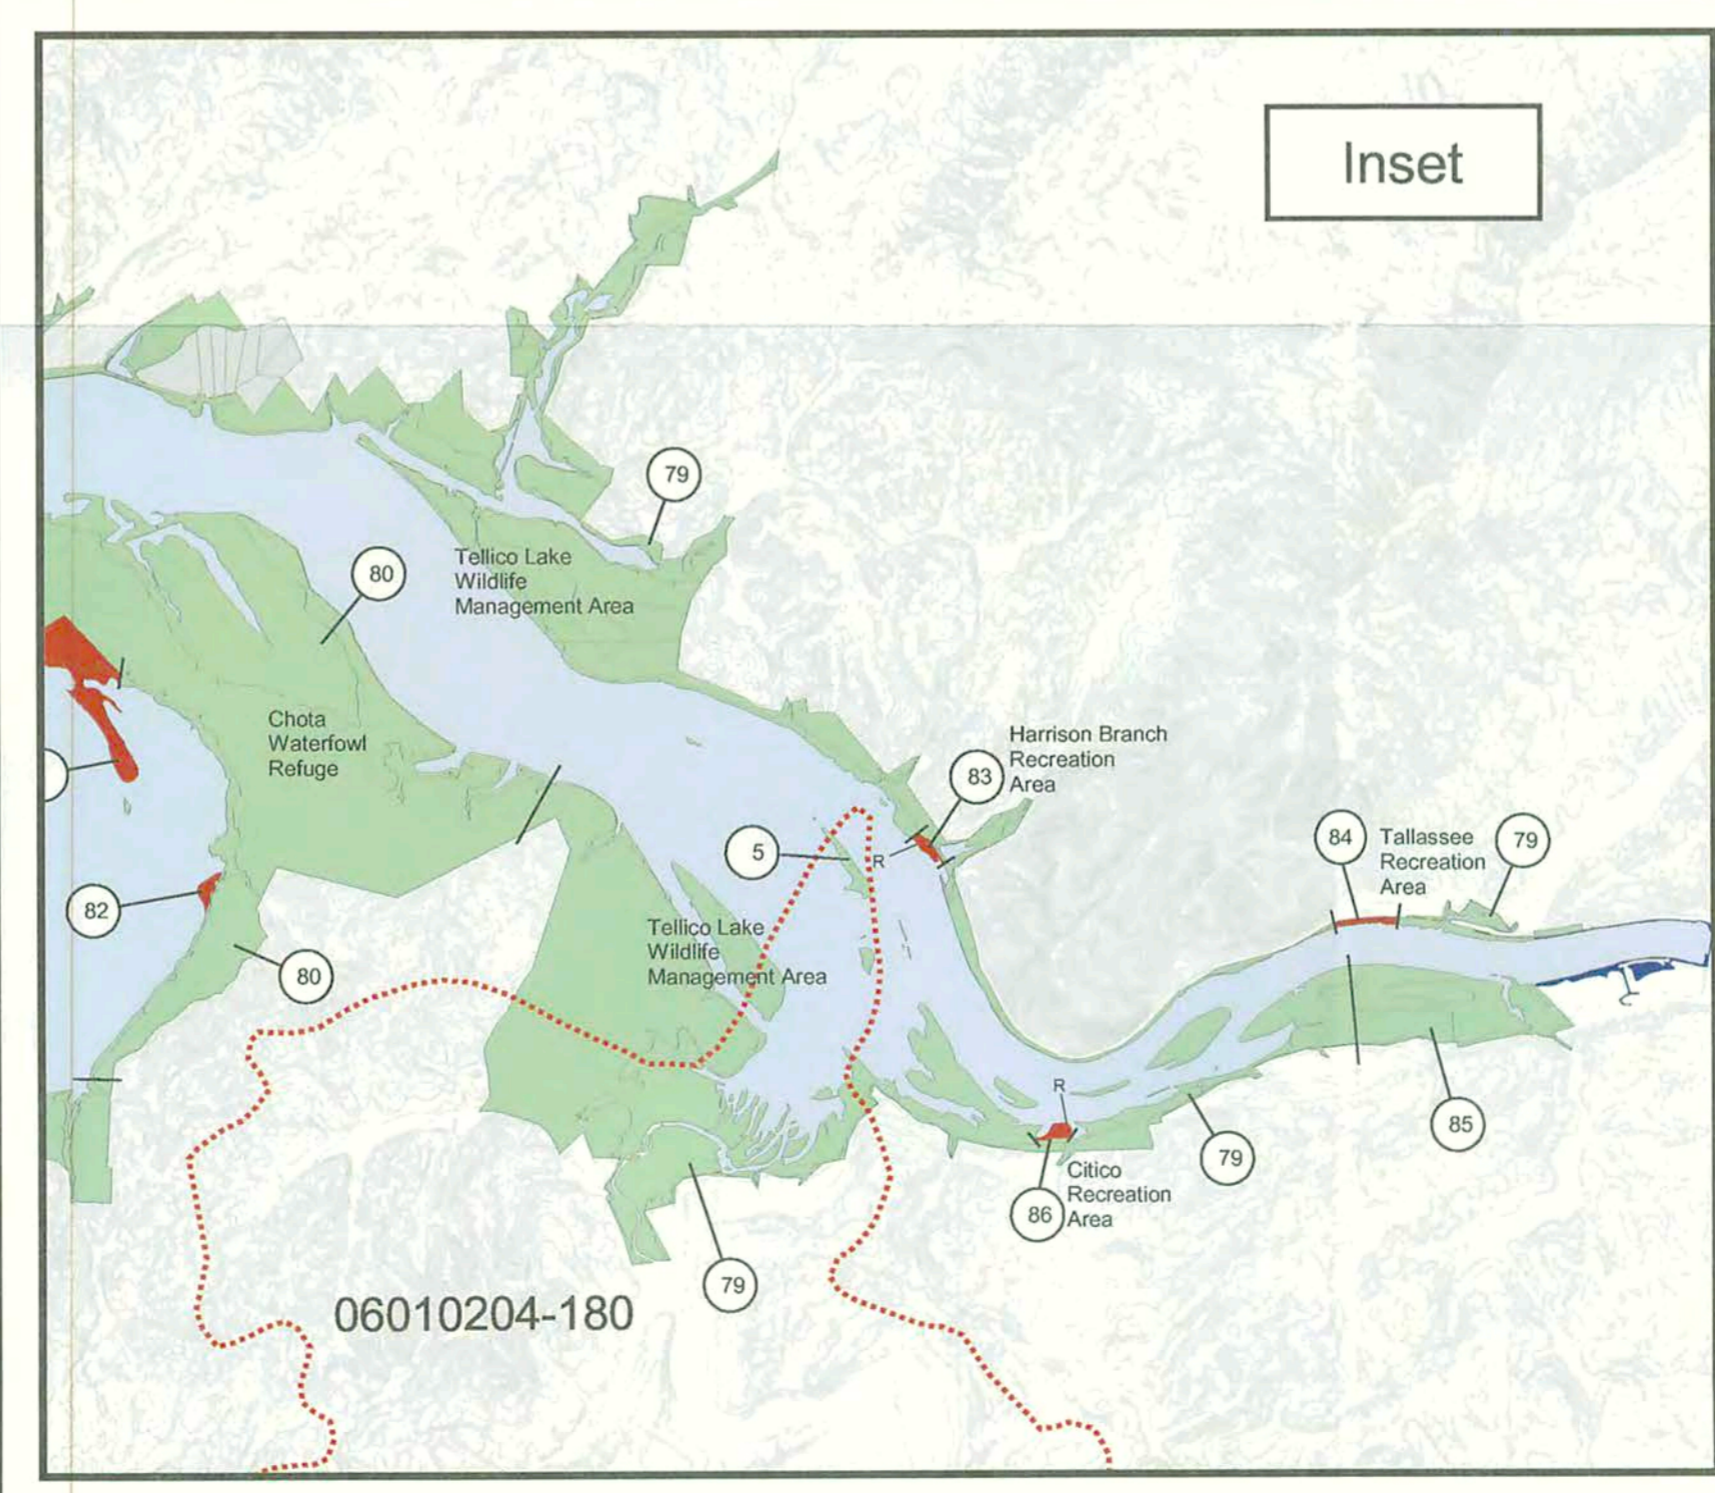 Inset
79
80
Tellico Lake
Wildlife
Management Area
Chota
Waterfowl
Refuge
Harrison Branch
Recreation
Area
83
5
R
84
Tallassee
Recreation
Area
79
82
80
Tellico Lake
Wildlife
Management Area
R
85
79
Citico
Recreation
Area
86
79
06010204-180